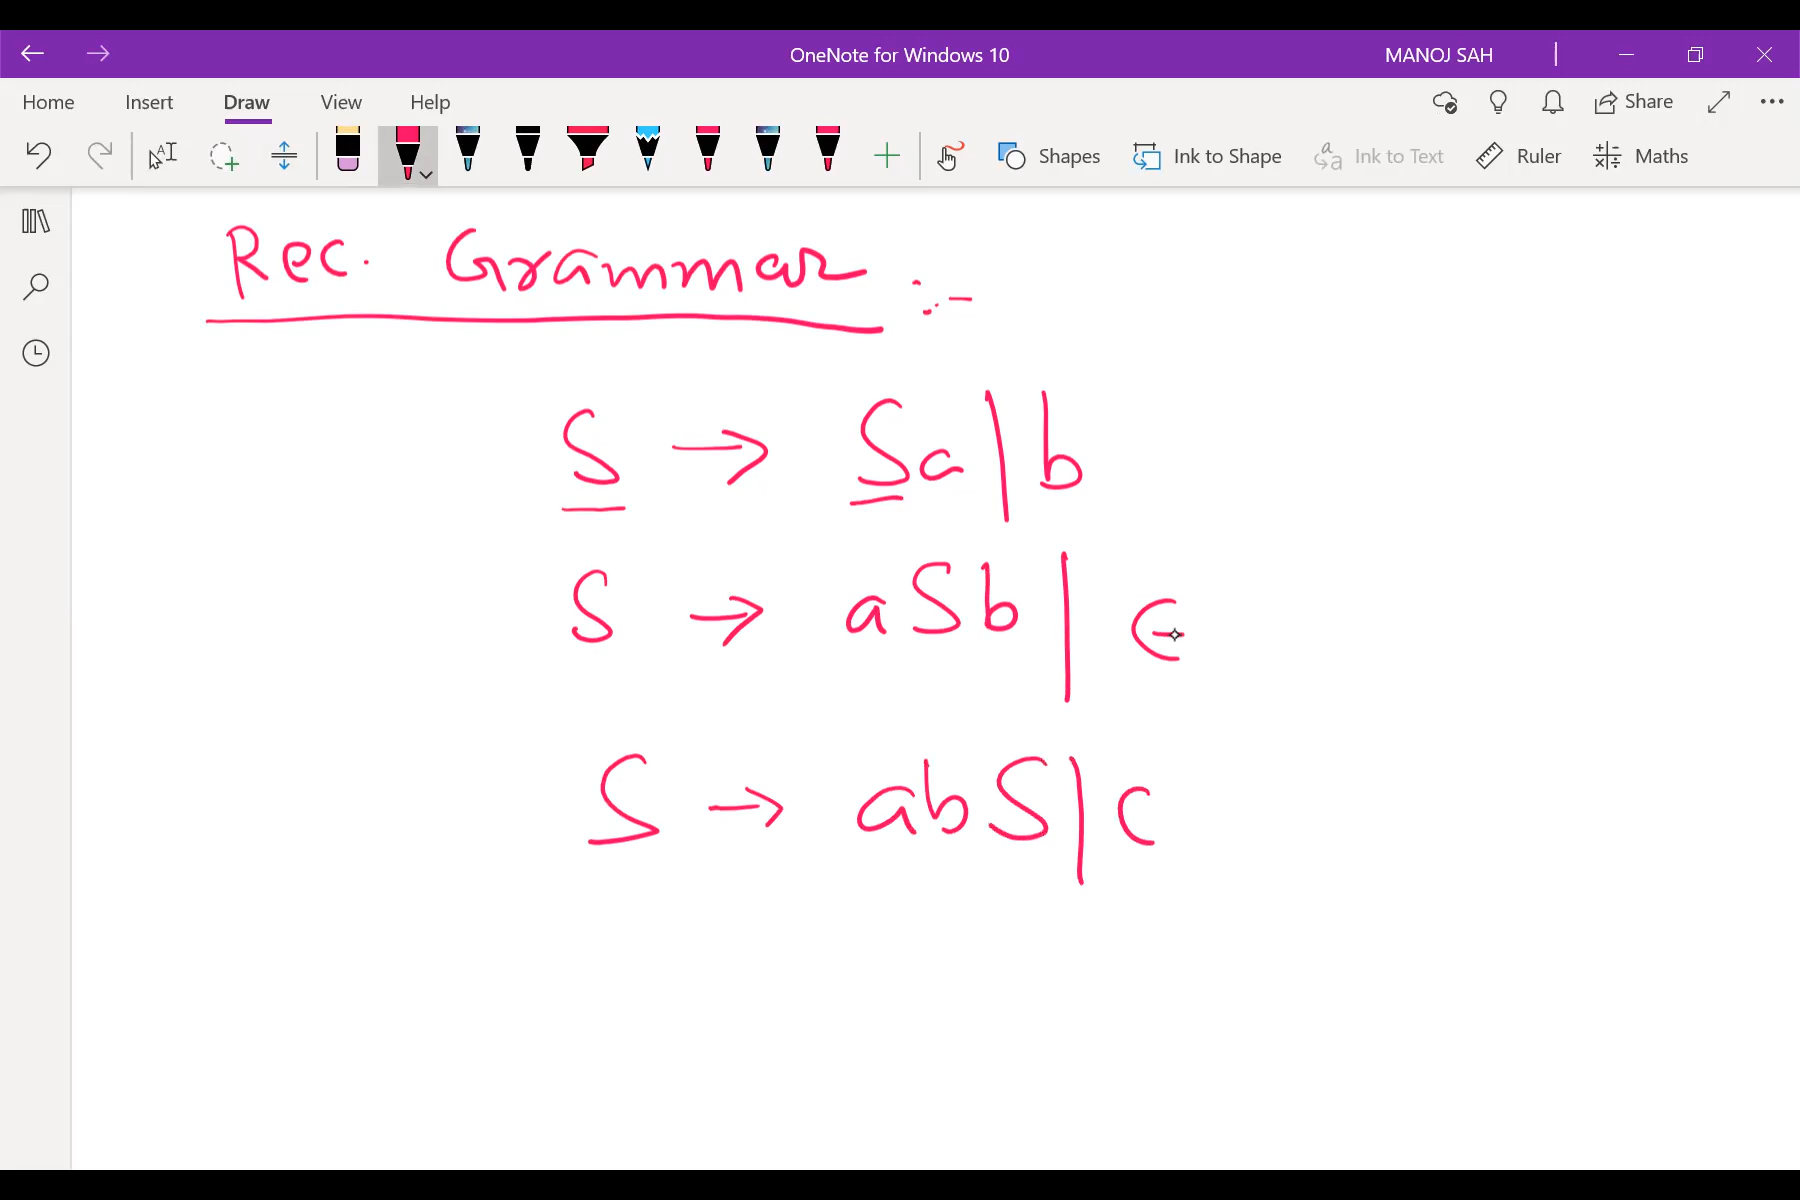 OneNote for Windows 10 MANOJ SAH
Home Insert Draw View Help Share
Shapes Ink to Shape Ink to Text Ruler Maths
Rec. Grammar :-
S → Sa | b
S → aSb | ϵ
S → abS | c